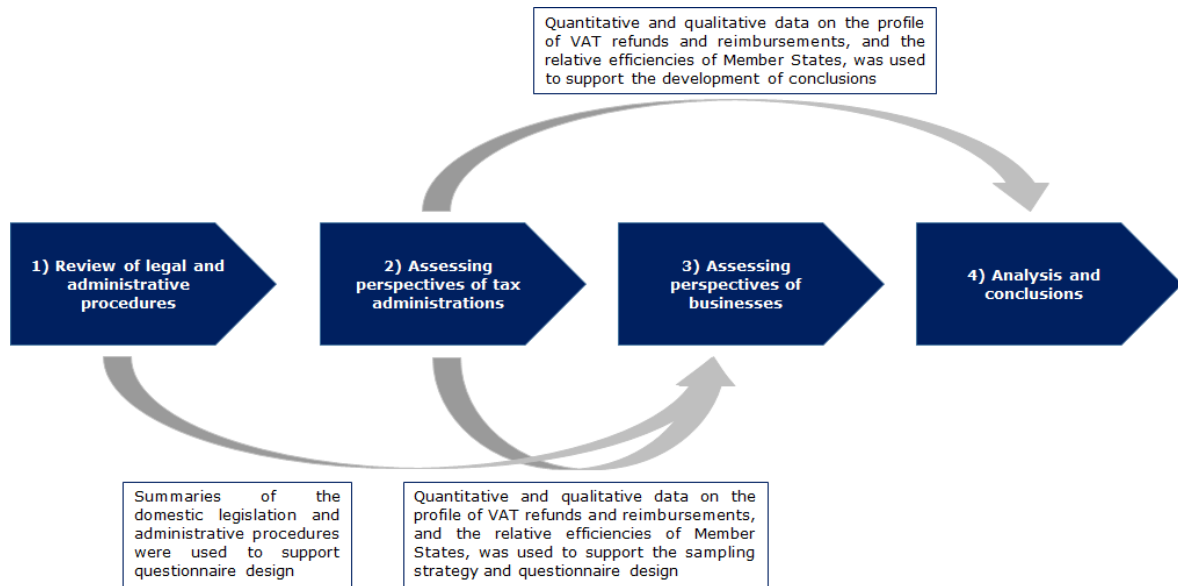 Quantitative and qualitative data on the profile
of VAT refunds and reimbursements, and the
relative efficiencies of Member States, was used
to support the development of conclusions
1) Review of legal and
administrative
procedures
2) Assessing
perspectives of tax
administrations
3) Assessing
perspectives of
businesses
4) Analysis and
conclusions
Summaries of the
domestic legislation and
administrative procedures
were used to support
questionnaire design
Quantitative and qualitative data on the
profile of VAT refunds and reimbursements,
and the relative efficiencies of Member
States, was used to support the sampling
strategy and questionnaire design